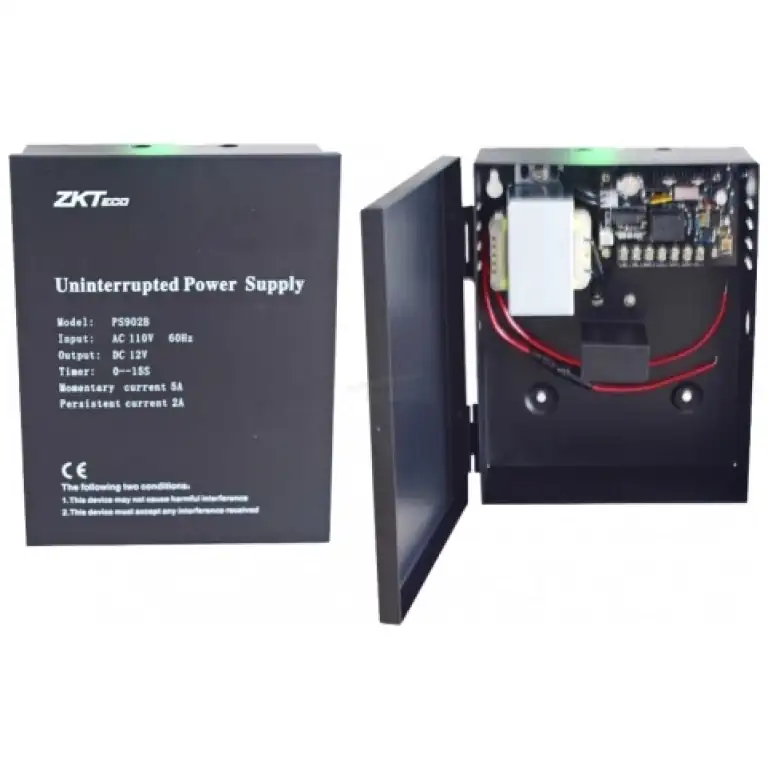 ZKTECO
Uninterrupted Power Supply
Model: PS902B
Input: AC 110V 60Hz
Output: DC 12V
Timer: 0--15S
Momentary current 5A
Persistent current 2A
CE
The following two conditions:
1. This device may not cause harmful interference
2. This device must accept any interference received